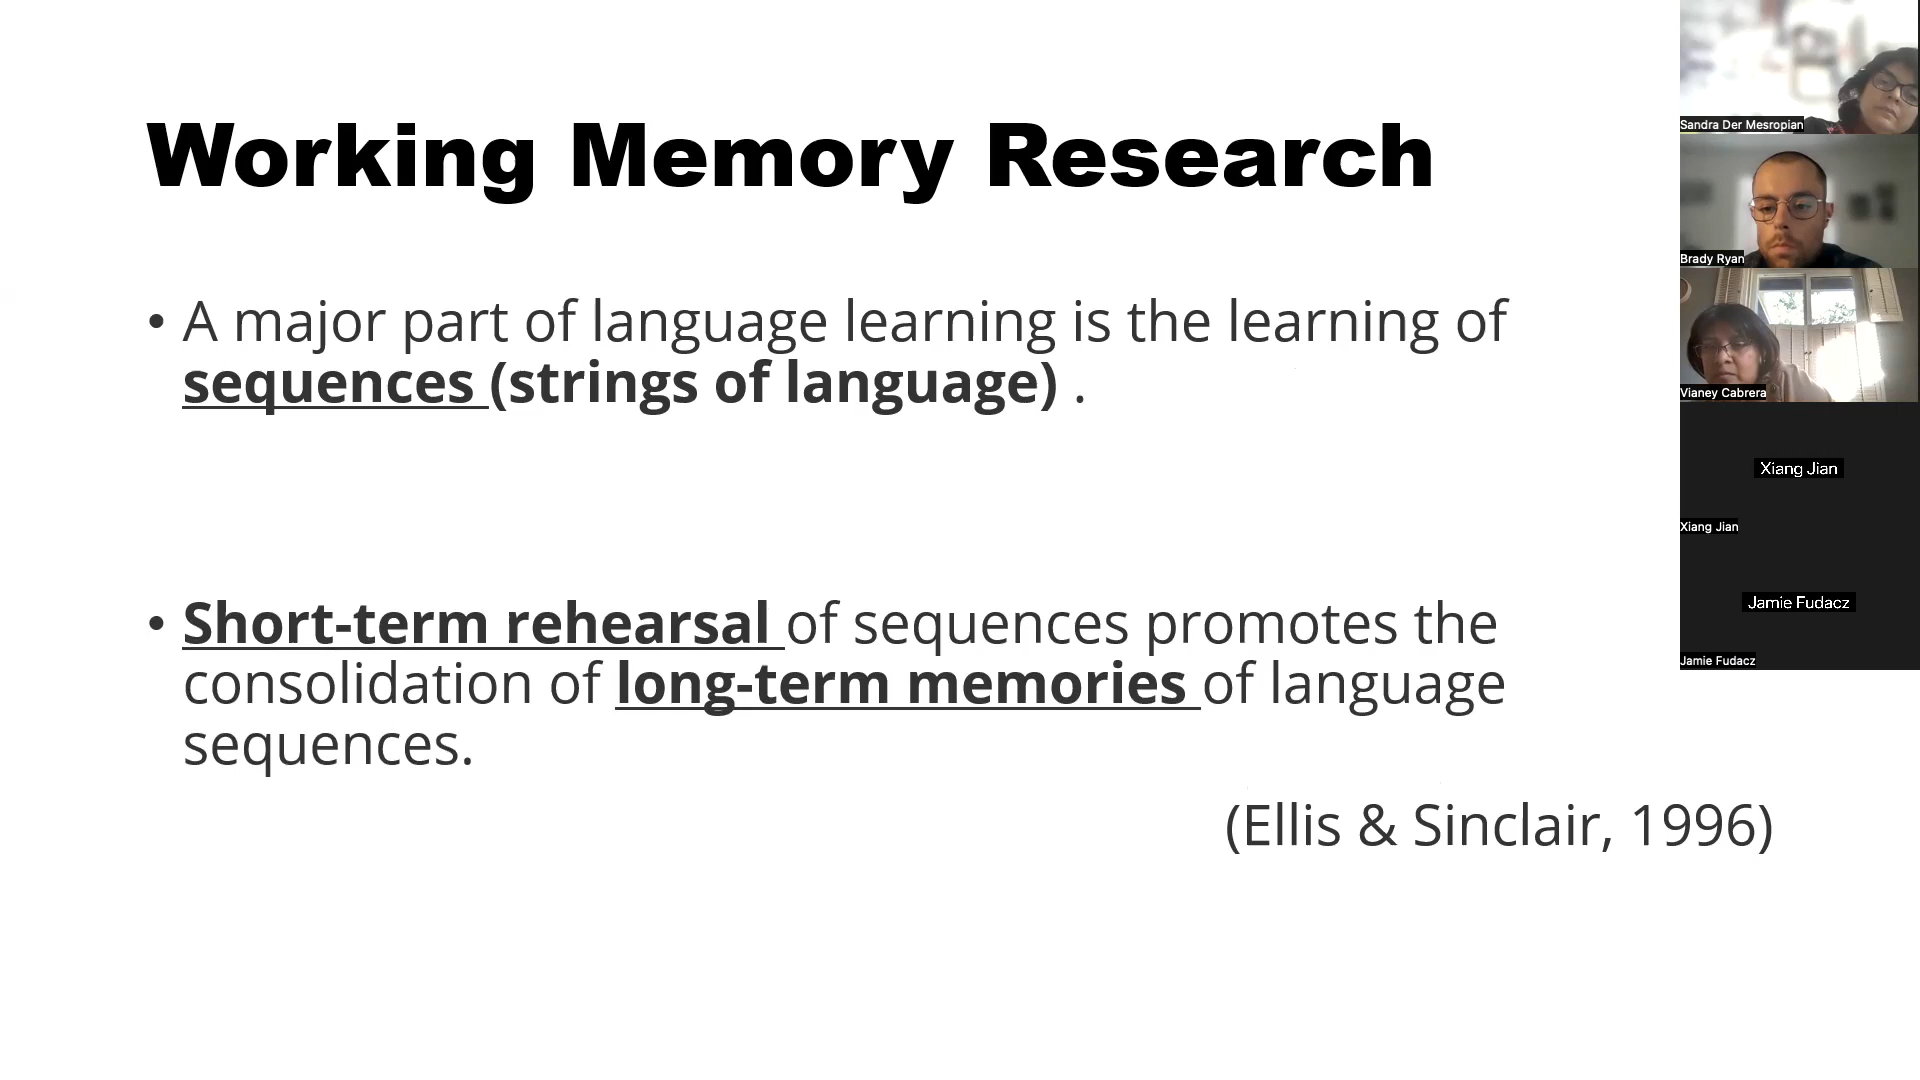 Working Memory Research
• A major part of language learning is the learning of
sequences (strings of language) .
• Short-term rehearsal of sequences promotes the
consolidation of long-term memories of language
sequences.
(Ellis & Sinclair, 1996)
Sandra Der Mesropian
Brady Ryan
Vianey Cabrera
Xiang Jian
Xiang Jian
Jamie Fudacz
Jamie Fudacz